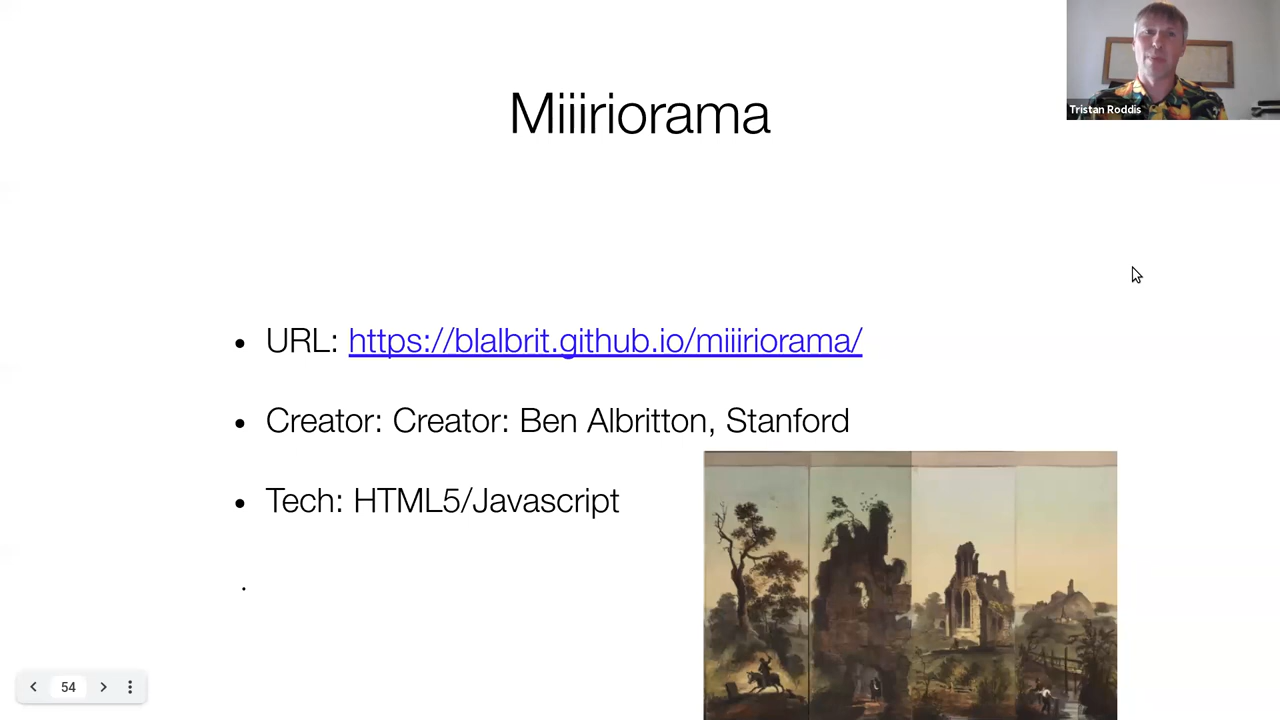 Miiiriorama
Tristan Roddis
• URL: https://blalbrit.github.io/miiiriorama/
• Creator: Creator: Ben Albritton, Stanford
• Tech: HTML5/Javascript
.
54